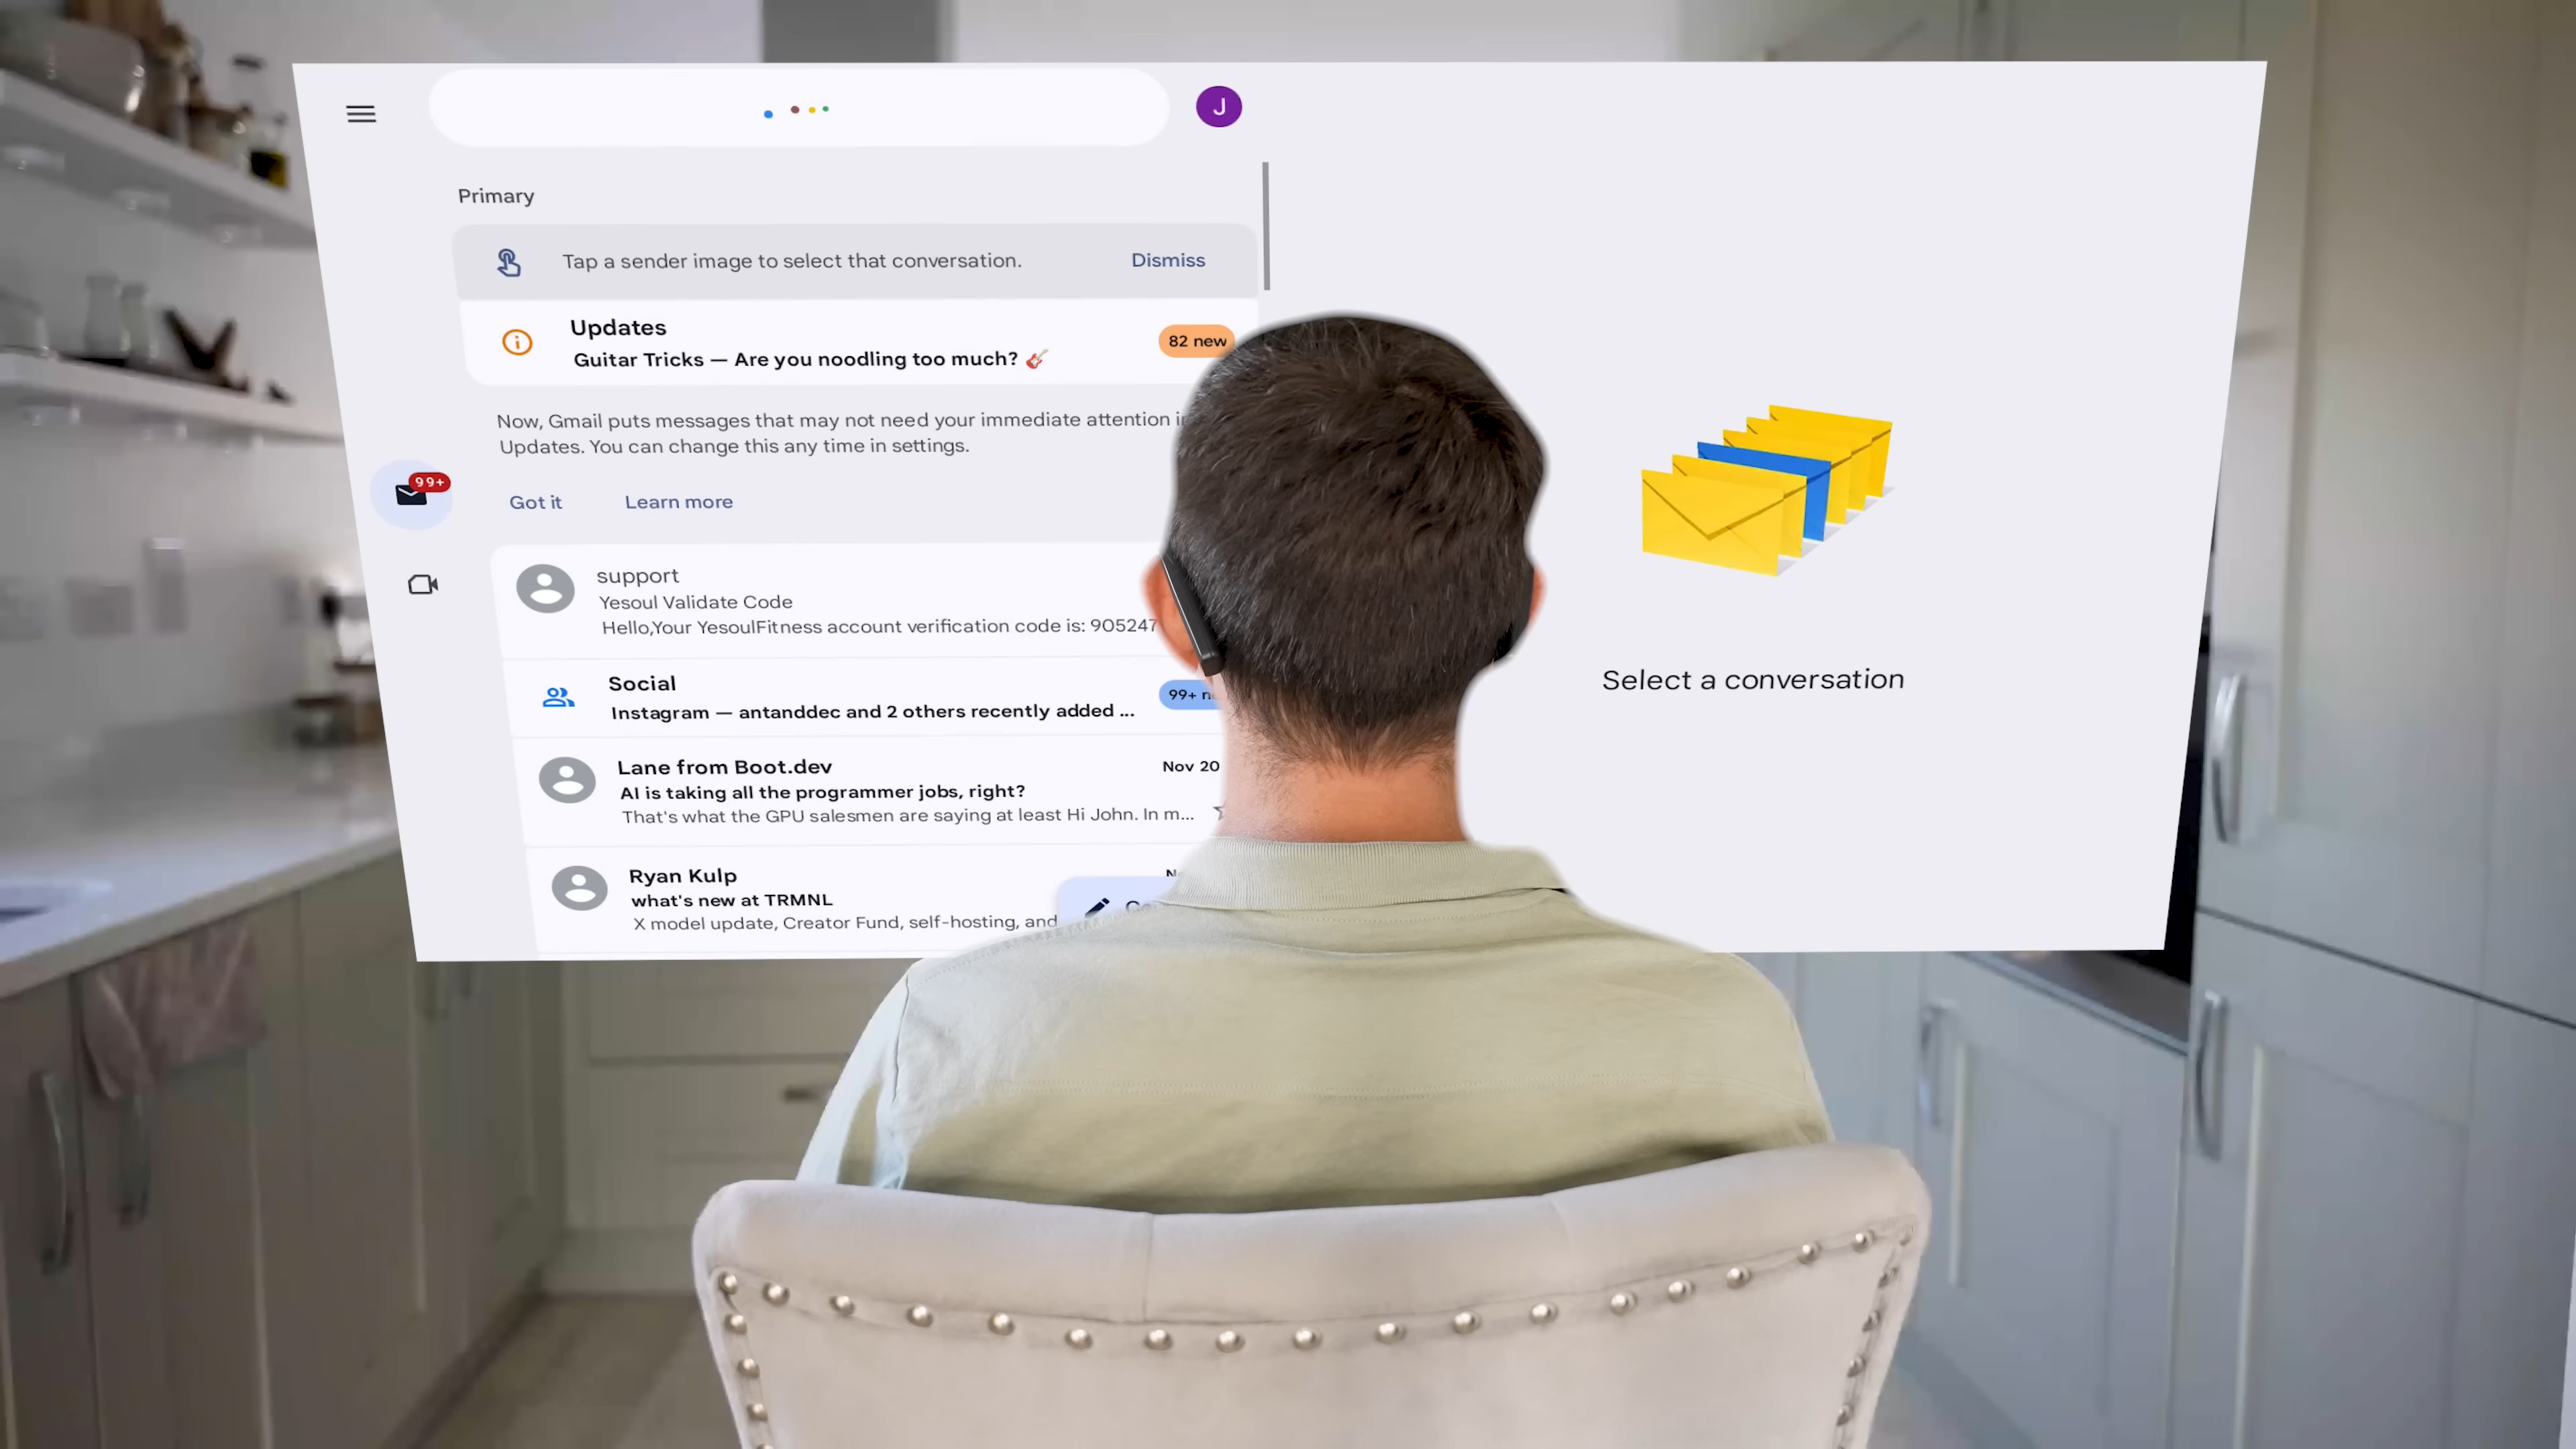 J
Primary
Tap a sender image to select that conversation. Dismiss
Updates
82 new
Guitar Tricks — Are you noodling too much? 🎸
Now, Gmail puts messages that may not need your immediate attention
Updates. You can change this any time in settings.
99+
Got it Learn more
support
Yesoul Validate Code
Hello,Your YesoulFitness account verification code is: 905247
Social
99+
Instagram — antanddec and 2 others recently added ...
Lane from Boot.dev Nov 20
AI is taking all the programmer jobs, right?
That's what the GPU salesmen are saying at least Hi John. In m...
Ryan Kulp
what's new at TRMNL
X model update, Creator Fund, self-hosting, and
Select a conversation